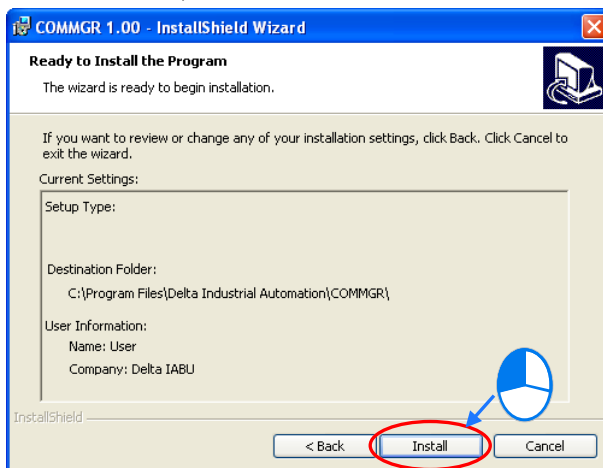 COMMGR 1.00 - InstallShield Wizard
Ready to Install the Program
The wizard is ready to begin installation.
If you want to review or change any of your installation settings, click Back. Click Cancel to
exit the wizard.
Current Settings:
Setup Type:
Destination Folder:
C:\Program Files\Delta Industrial Automation\COMMGR\
User Information:
Name: User
Company: Delta IABU
InstallShield
< Back Install Cancel